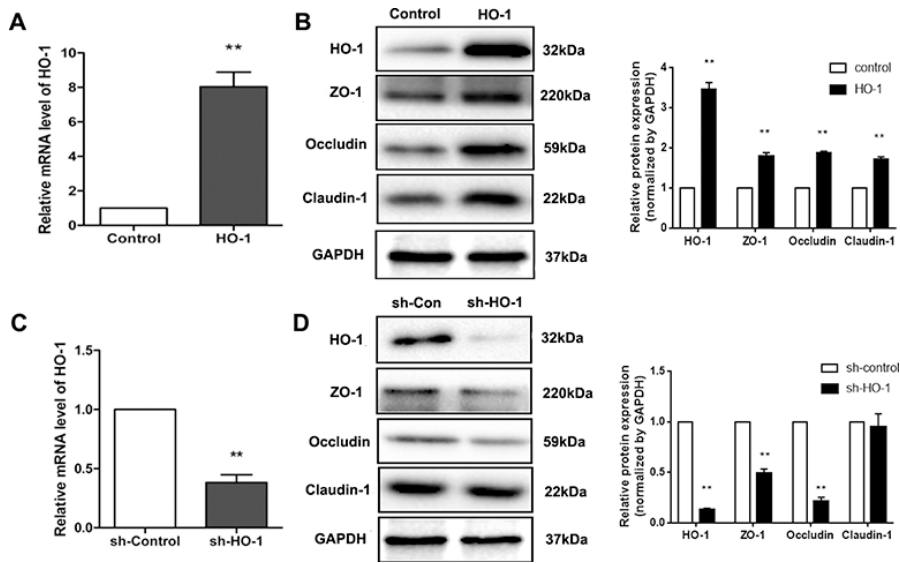 A
Relative mRNA level of HO-1
10
8
6
4
2
0
**
Control
HO-1
B
Control HO-1
HO-1 32kDa
ZO-1 220kDa
Occludin 59kDa
Claudin-1 22kDa
GAPDH 37kDa
Relative protein expression
(normalized by GAPDH)
4
3
2
1
0
control
HO-1
** ** ** **
HO-1 ZO-1 Occludin Claudin-1
C
Relative mRNA level of HO-1
1.5
1.0
0.5
0.0
**
sh-Control sh-HO-1
D
sh-Con sh-HO-1
HO-1 32kDa
ZO-1 220kDa
Occludin 59kDa
Claudin-1 22kDa
GAPDH 37kDa
Relative protein expression
(normalized by GAPDH)
1.5
1.0
0.5
0.0
sh-control
sh-HO-1
** ** **
HO-1 ZO-1 Occludin Claudin-1